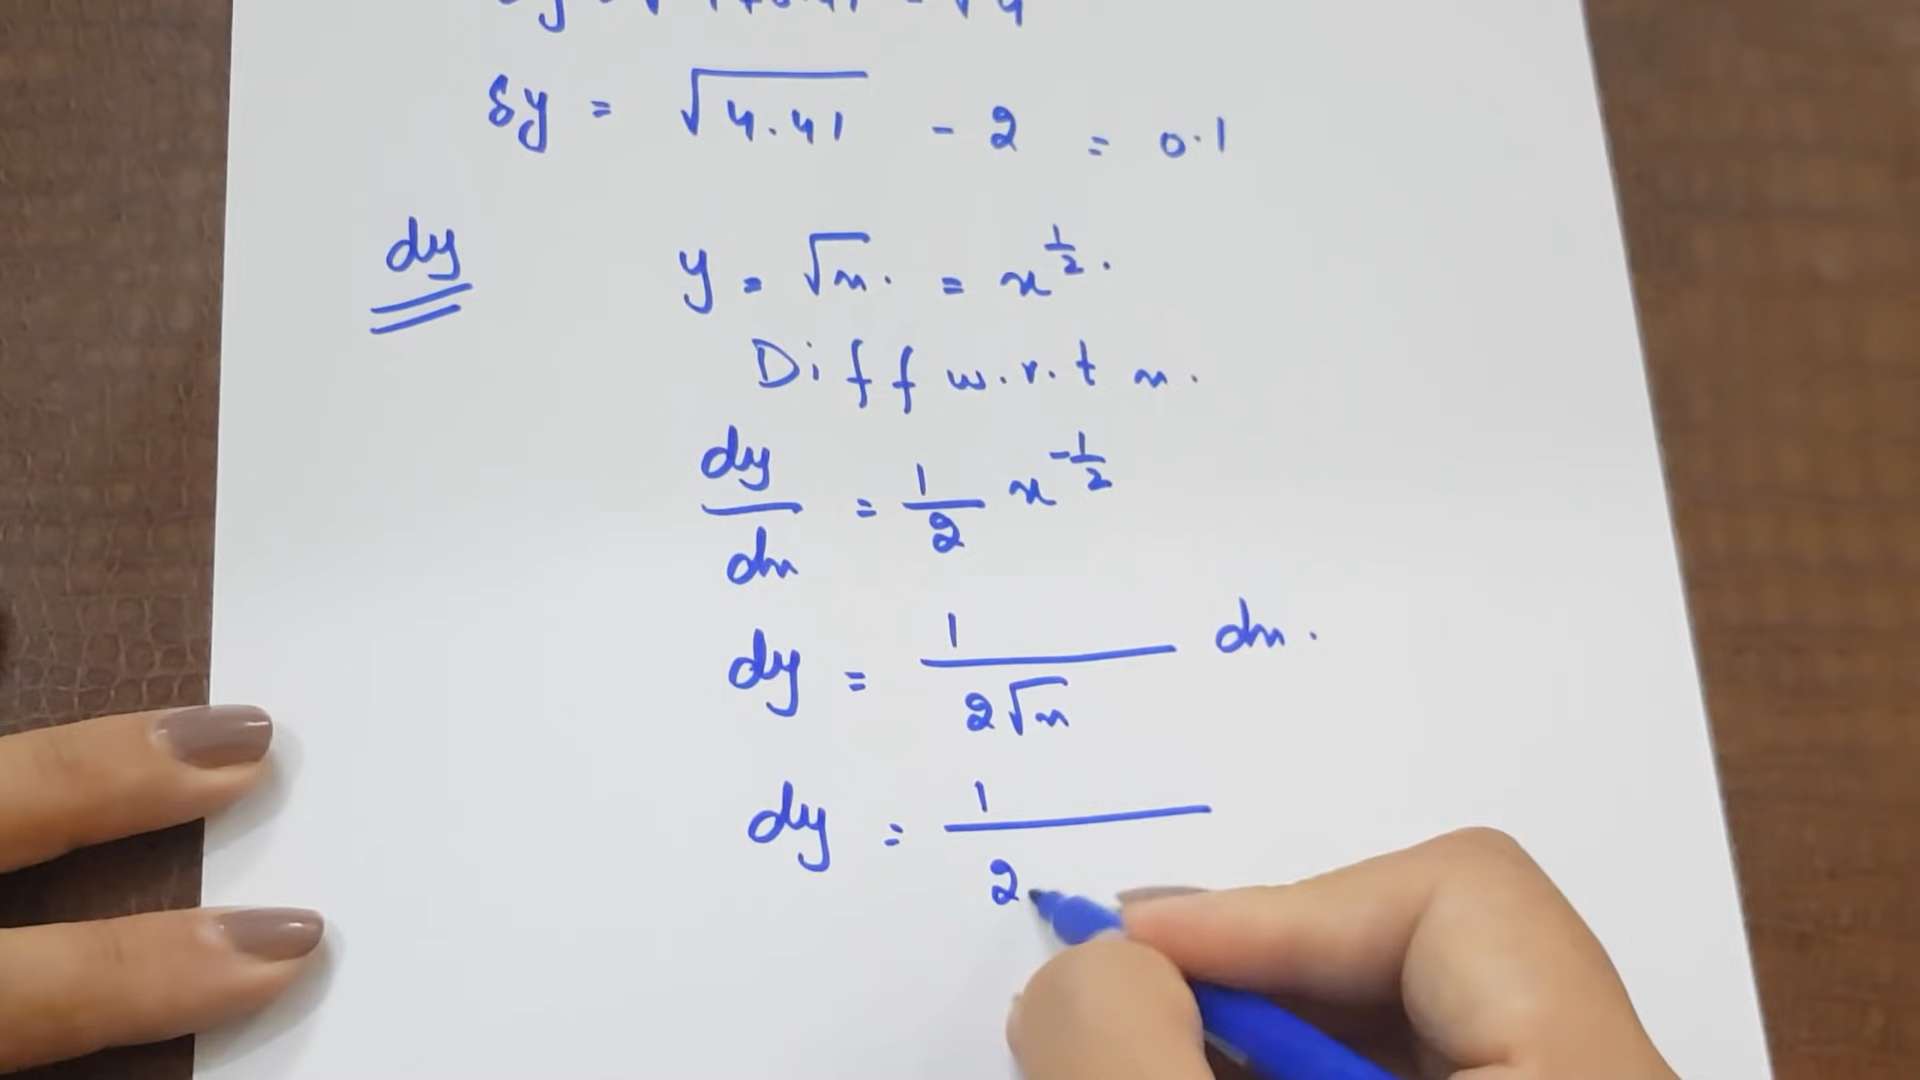 δy = √4.41 - 2 = 0.1
dy
y = √x. = x^1/2.
Diff w.r.t x.
dy/dx = 1/2 x^-1/2
dy = 1/2√x dx.
dy = 1/2